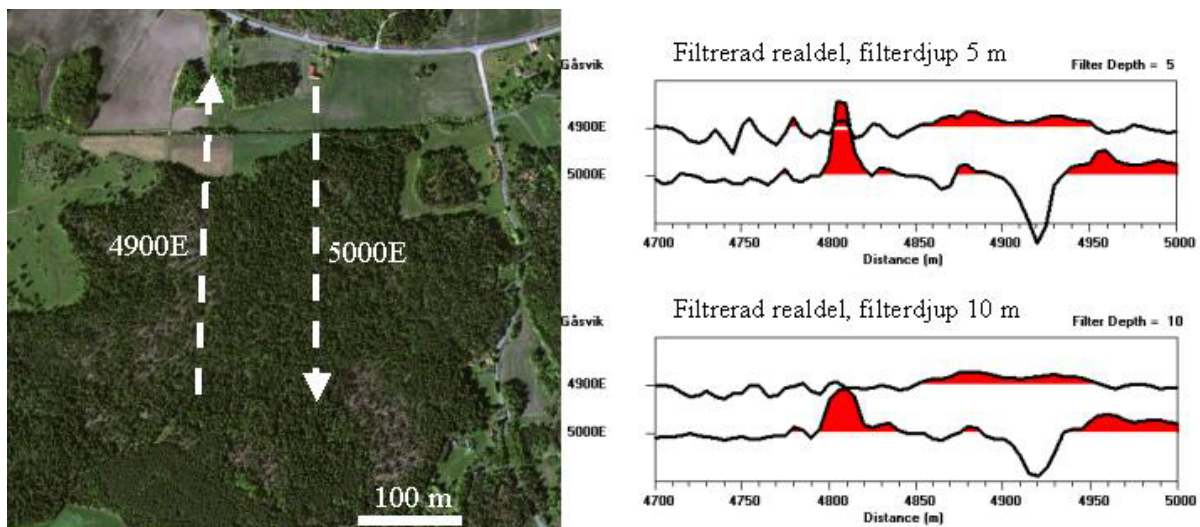 4900E
5000E
100 m
Filtrerad realdel, filterdjup 5 m
Filter Depth = 5
Gåsvik
4900E
5000E
4700 4750 4800 4850 4900 4950 5000
Distance (m)
Filtrerad realdel, filterdjup 10 m
Filter Depth = 10
Gåsvik
4900E
5000E
4700 4750 4800 4850 4900 4950 5000
Distance (m)